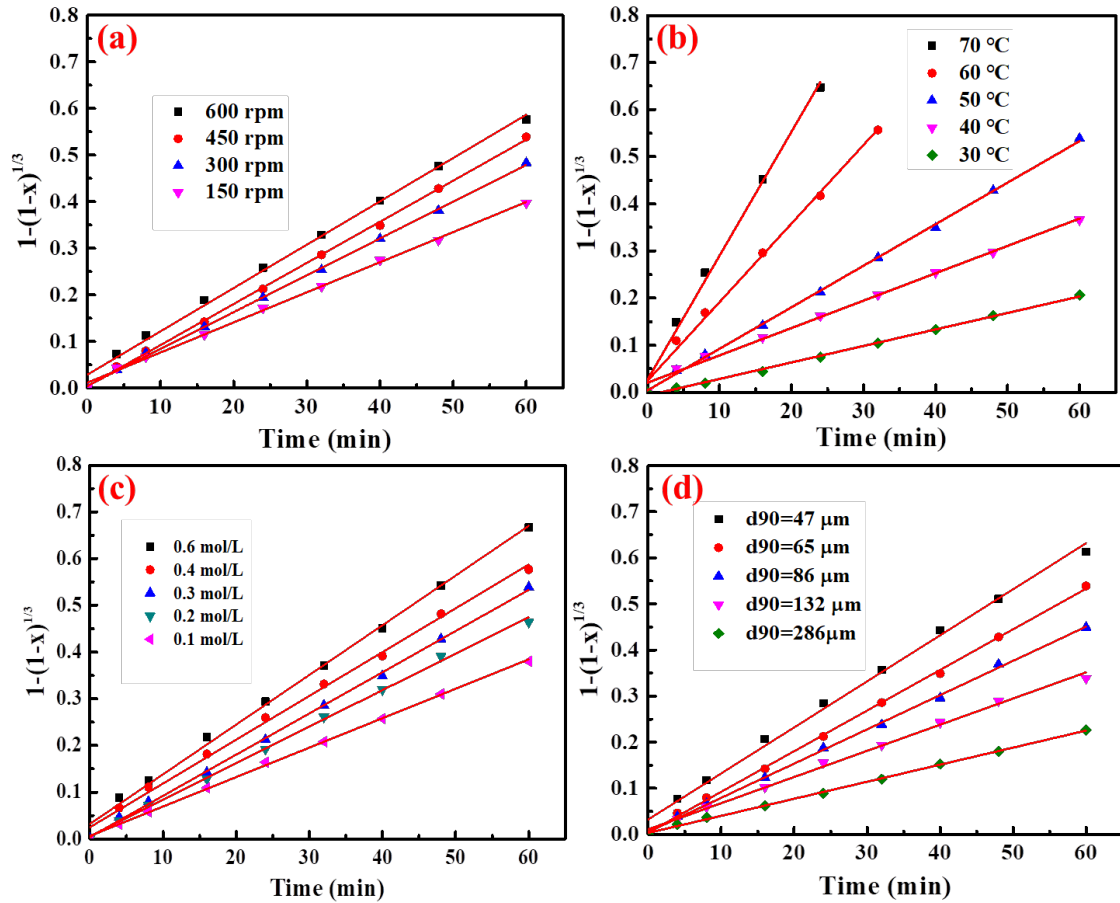 (a)
1-(1-x)^1/3
0.8
0.7
0.6
0.5
0.4
0.3
0.2
0.1
0.0
600 rpm
450 rpm
300 rpm
150 rpm
0 10 20 30 40 50 60
Time (min)
(b)
1-(1-x)^1/3
0.8
0.7
0.6
0.5
0.4
0.3
0.2
0.1
0.0
70 °C
60 °C
50 °C
40 °C
30 °C
0 10 20 30 40 50 60
Time (min)
(c)
1-(1-x)^1/3
0.8
0.7
0.6
0.5
0.4
0.3
0.2
0.1
0.0
0.6 mol/L
0.4 mol/L
0.3 mol/L
0.2 mol/L
0.1 mol/L
0 10 20 30 40 50 60
Time (min)
(d)
1-(1-x)^1/3
0.8
0.7
0.6
0.5
0.4
0.3
0.2
0.1
0.0
d90=47 μm
d90=65 μm
d90=86 μm
d90=132 μm
d90=286μm
0 10 20 30 40 50 60
Time (min)